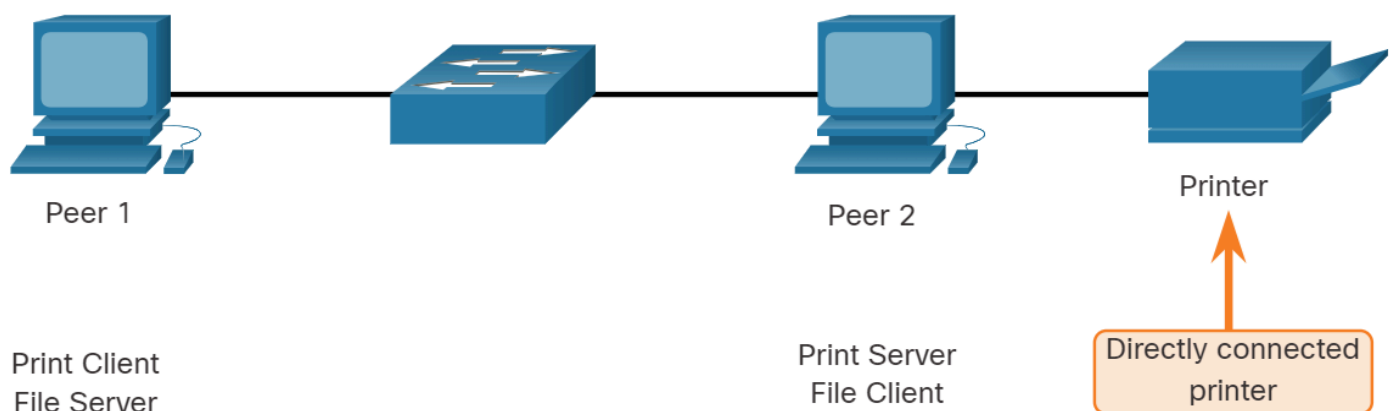 Peer 1
Peer 2
Printer
Print Client
File Server
Print Server
File Client
Directly connected
printer